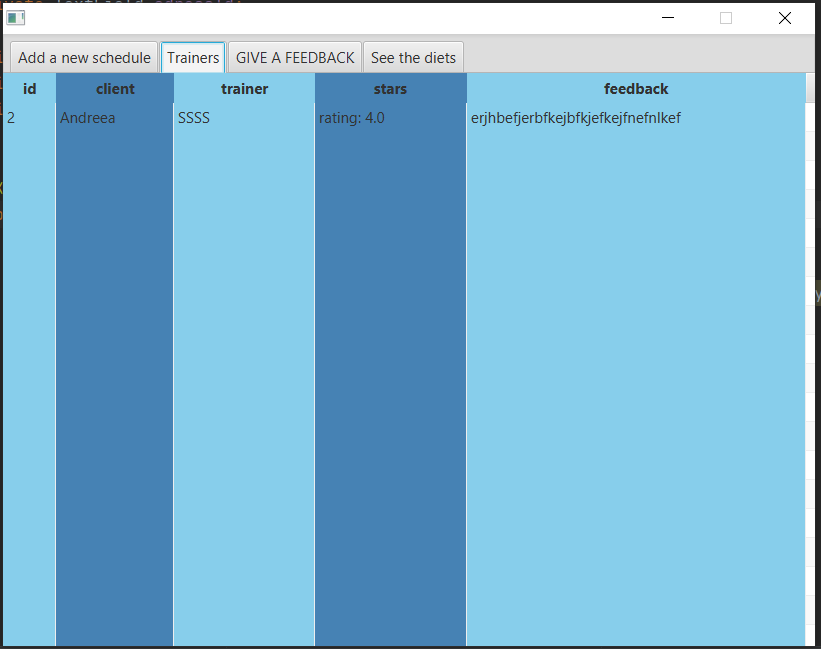 Add a new schedule Trainers GIVE A FEEDBACK See the diets
id client trainer stars feedback
2 Andreea SSSS rating: 4.0 erjhbefjerbfkejbfkjefkejfnefnlkef